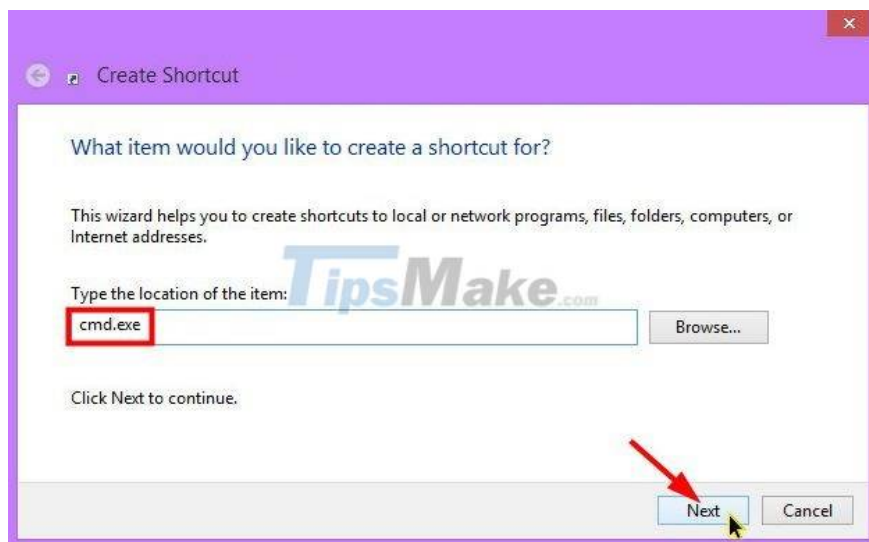 Create Shortcut
What item would you like to create a shortcut for?
This wizard helps you to create shortcuts to local or network programs, files, folders, computers, or
Internet addresses.
TipsMake.com
Type the location of the item:
cmd.exe
Browse...
Click Next to continue.
Next
Cancel